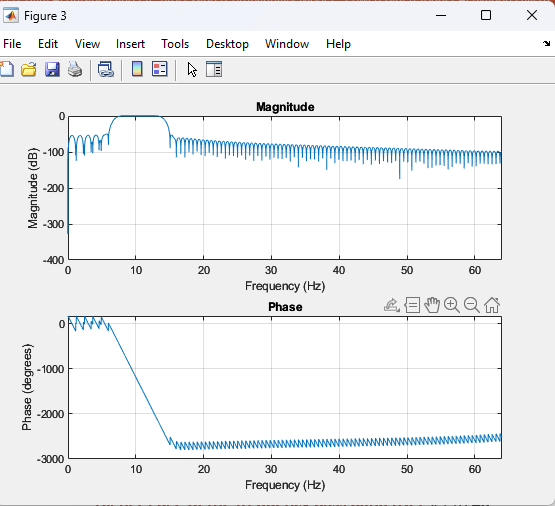 Figure 3
File Edit View Insert Tools Desktop Window Help
Magnitude
0
-100
-200
-300
-400
Magnitude (dB)
0 10 20 30 40 50 60
Frequency (Hz)
Phase
0
-1000
-2000
-3000
Phase (degrees)
0 10 20 30 40 50 60
Frequency (Hz)